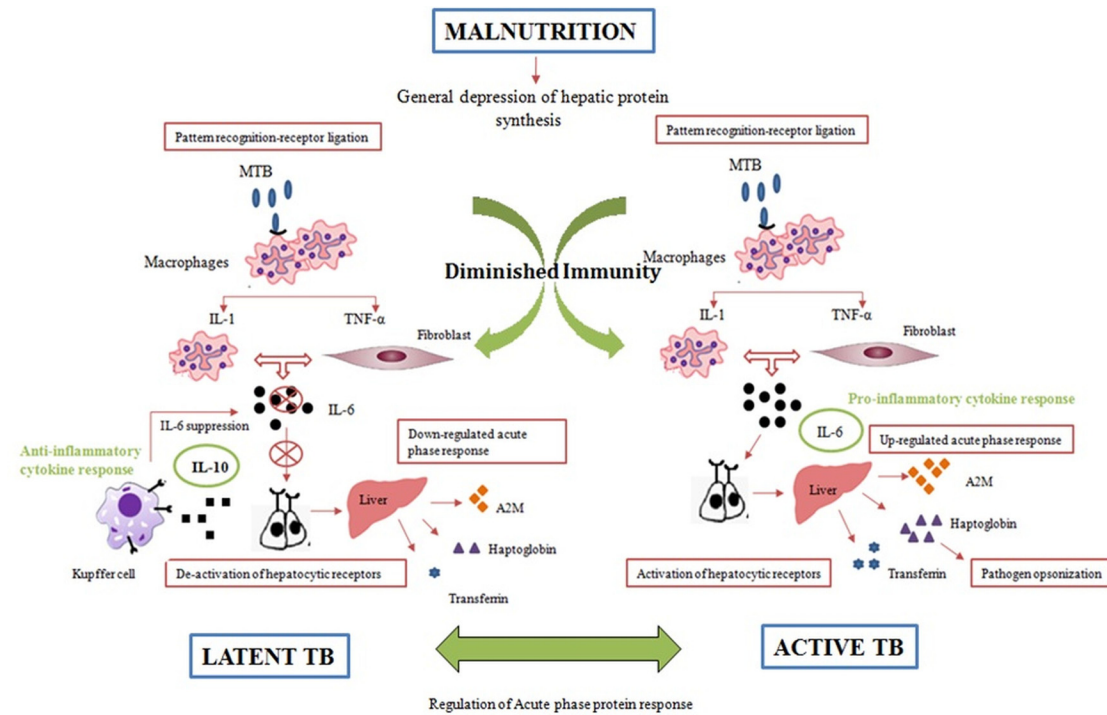 MALNUTRITION
General depression of hepatic protein
synthesis
Pattern recognition-receptor ligation
MTB
Macrophages
IL-1
TNF-α
Fibroblast
IL-6
IL-6 suppression
Anti-inflammatory
cytokine response
IL-10
Kupffer cell
De-activation of hepatocytic receptors
Down-regulated acute
phase response
Liver
A2M
Haptoglobin
Transferrin
LATENT TB
Diminished Immunity
Pattern recognition-receptor ligation
MTB
Macrophages
IL-1
TNF-α
Fibroblast
Pro-inflammatory cytokine response
IL-6
Up-regulated acute phase response
Liver
A2M
Haptoglobin
Transferrin
Activation of hepatocytic receptors
Pathogen opsonization
ACTIVE TB
Regulation of Acute phase protein response